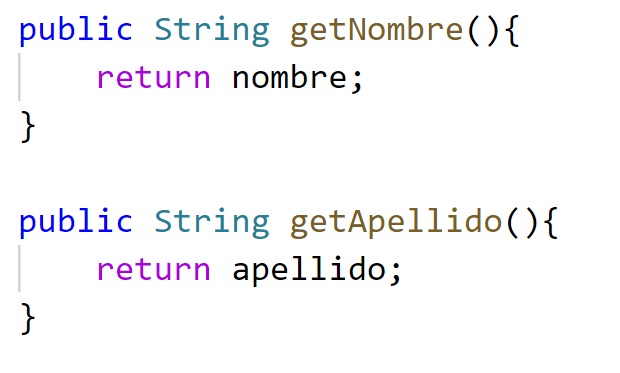 public String getNombre(){
    return nombre;
}

public String getApellido(){
    return apellido;
}